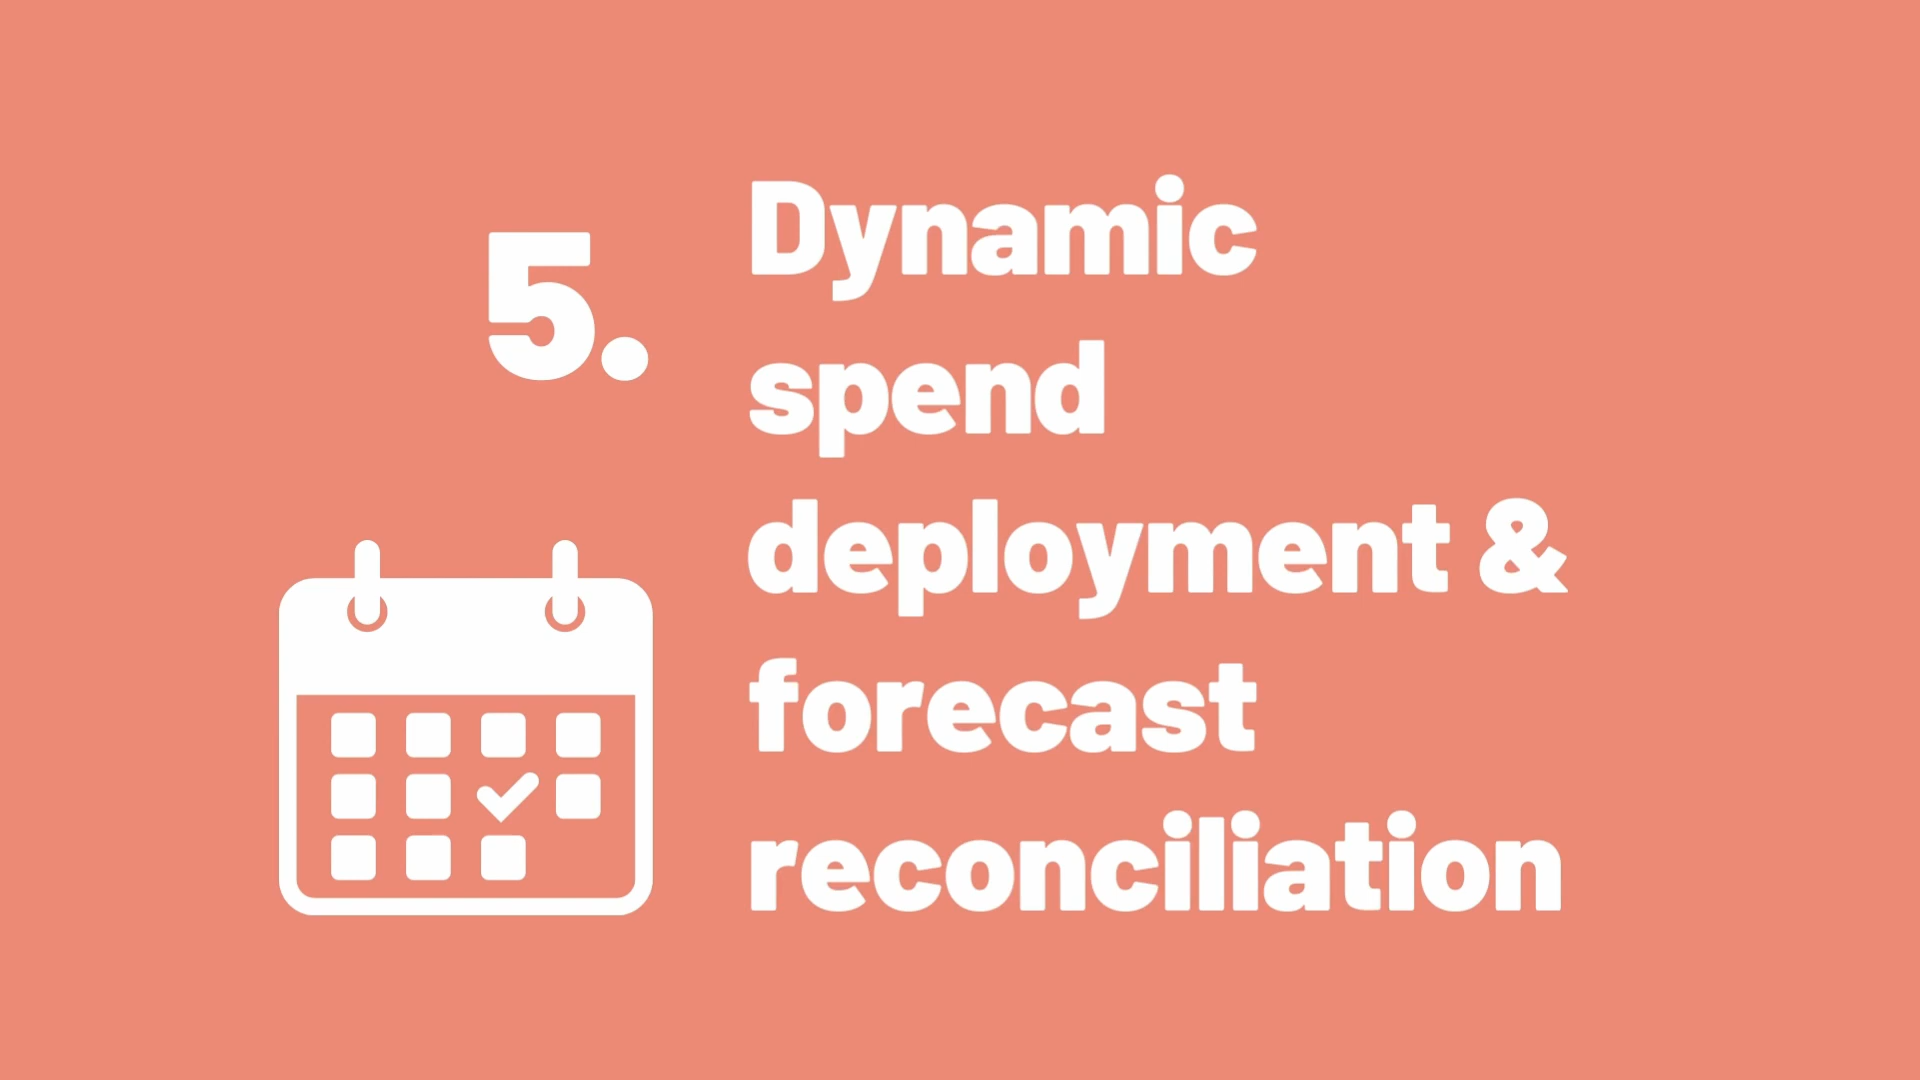 5.
Dynamic
spend
deployment &
forecast
reconciliation